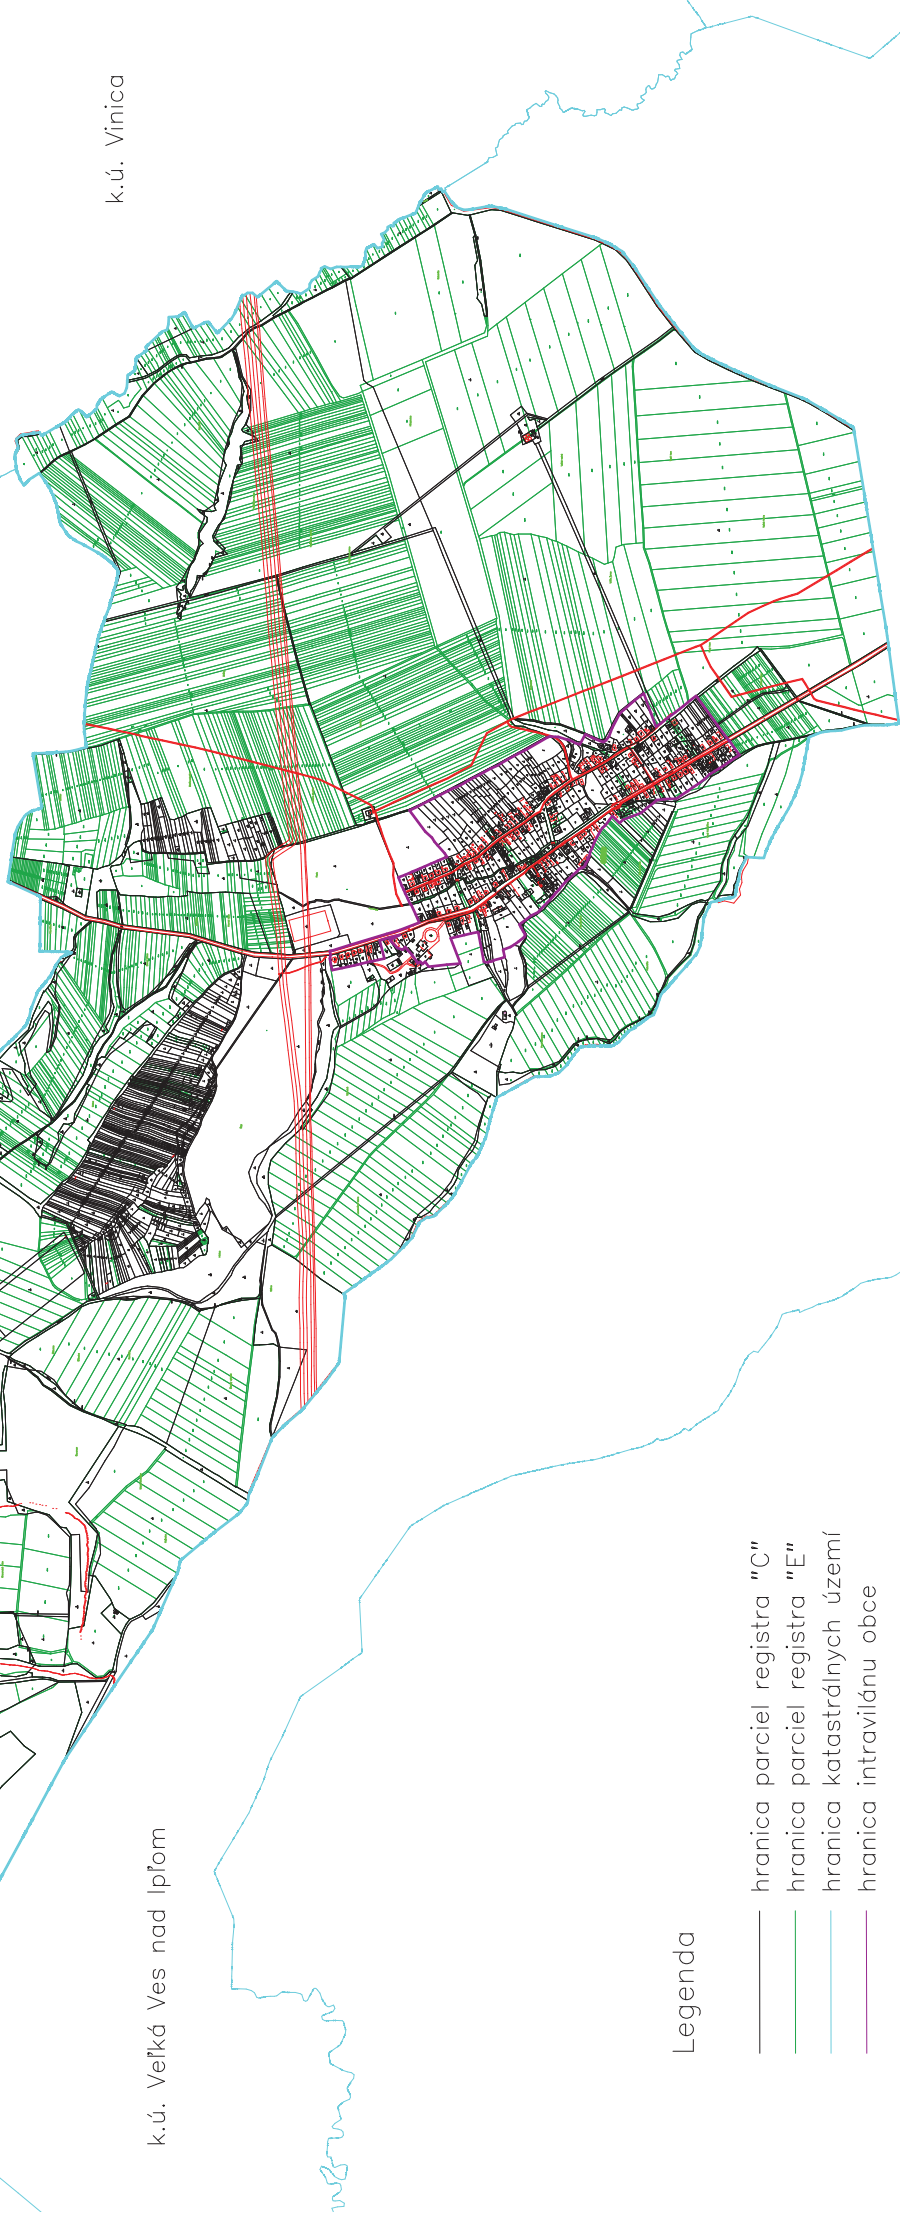 k.ú. Vinica
k.ú. Veľká Ves nad Ipľom
Legenda
hranica parciel registra "C"
hranica parciel registra "E"
hranica katastrálnych území
hranica intravilánu obce